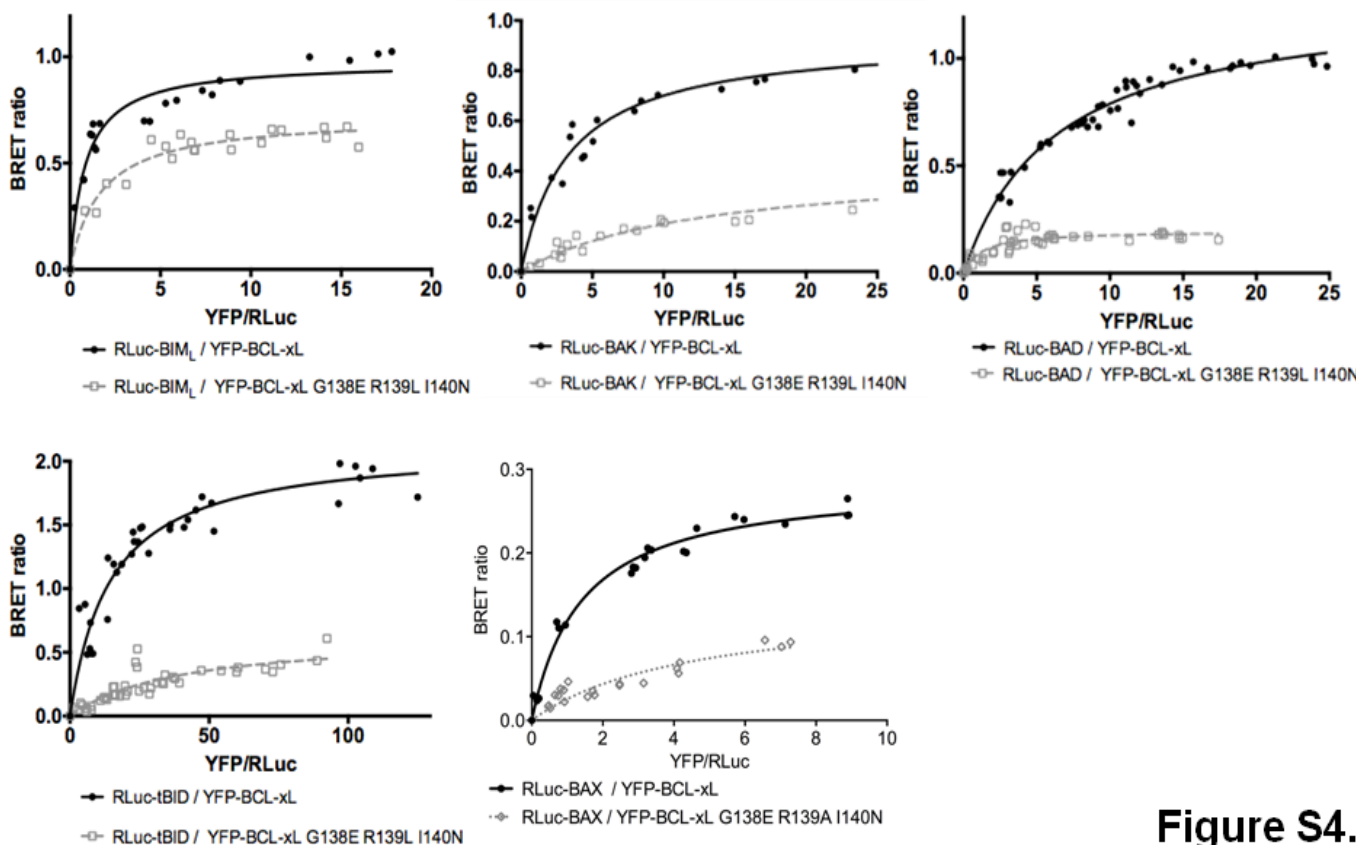 BRET ratio
1.0
0.5
0.0
0
5
10
15
20
YFP/RLuc
RLuc-BIML / YFP-BCL-xL
RLuc-BIML / YFP-BCL-xL G138E R139L I140N
BRET ratio
1.0
0.8
0.6
0.4
0.2
0.0
0
5
10
15
20
25
YFP/RLuc
RLuc-BAK / YFP-BCL-xL
RLuc-BAK / YFP-BCL-xL G138E R139L I140N
BRET ratio
1.0
0.5
0.0
0
5
10
15
20
25
YFP/RLuc
RLuc-BAD / YFP-BCL-xL
RLuc-BAD / YFP-BCL-xL G138E R139L I140N
BRET ratio
2.0
1.5
1.0
0.5
0.0
0
50
100
YFP/RLuc
RLuc-tBID / YFP-BCL-xL
RLuc-tBID / YFP-BCL-xL G138E R139L I140N
BRET ratio
0.3
0.2
0.1
0.0
0
2
4
6
8
10
YFP/RLuc
RLuc-BAX / YFP-BCL-xL
RLuc-BAX / YFP-BCL-xL G138E R139A I140N
Figure S4.